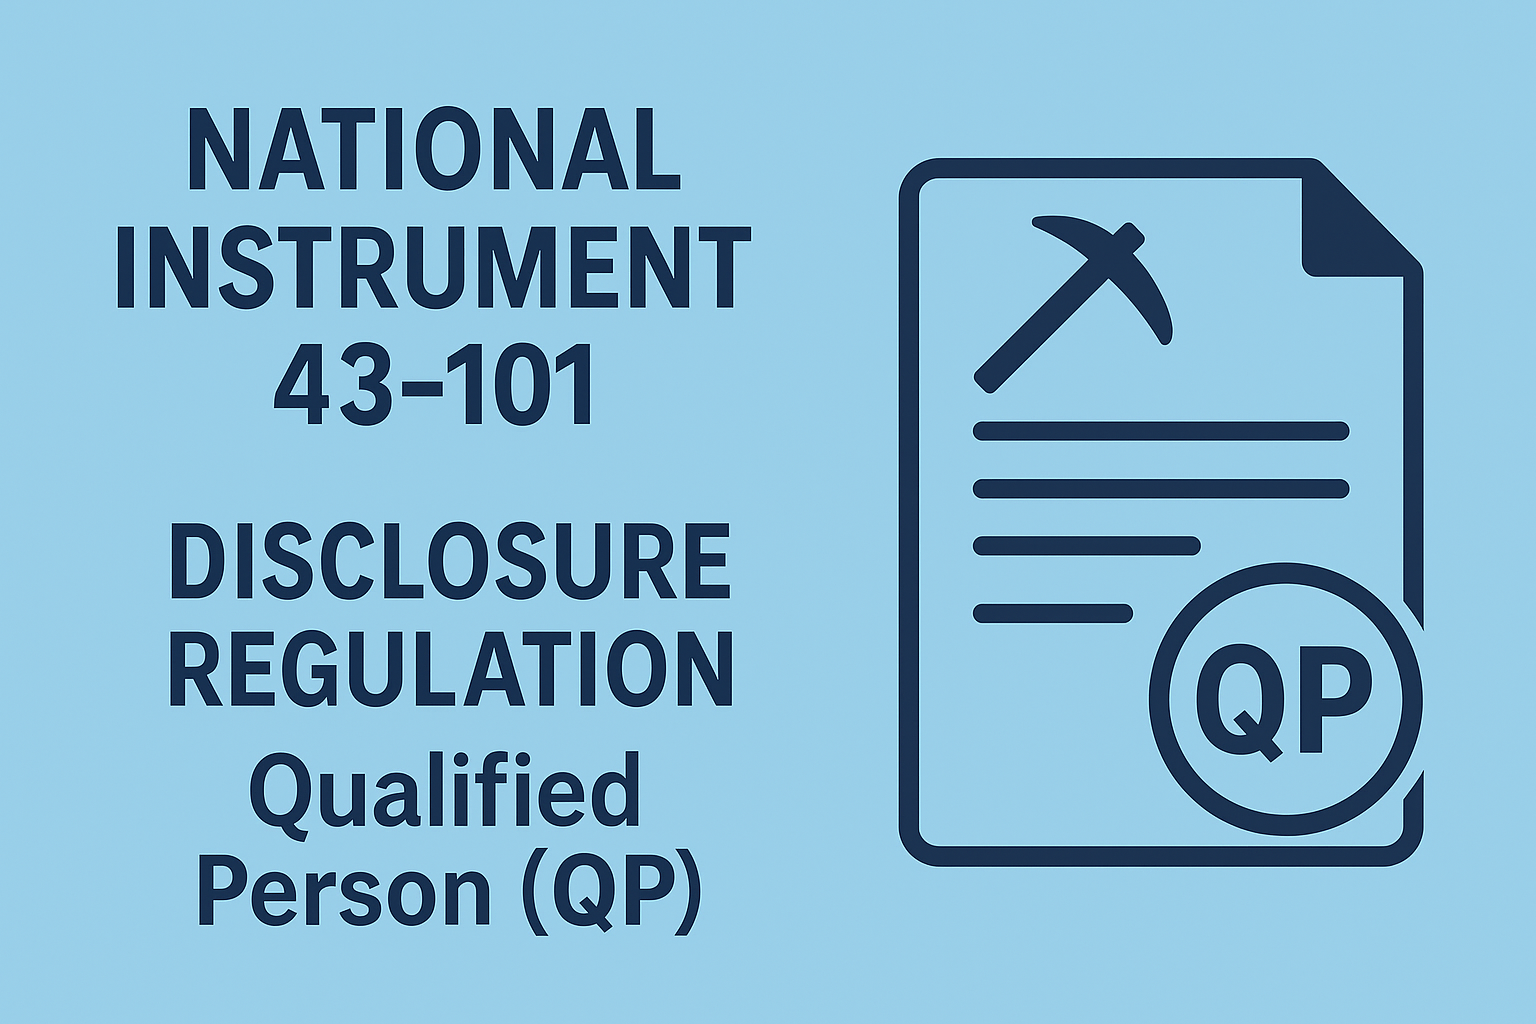 NATIONAL
INSTRUMENT
43-101
DISCLOSURE
REGULATION
Qualified
Person (QP)
QP